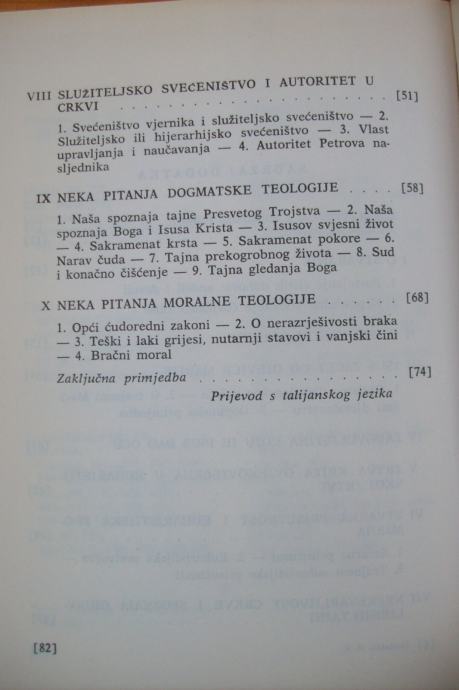 VIII SLUŽITELJSKO SVEĆENIŠTVO I AUTORITET U
CRKVI . . . . . . . . . . . . . . . . . . . . . [51]
1. Svećeništvo vjernika i služiteljsko svećeništvo — 2.
Služiteljsko ili hijerarhijsko svećeništvo — 3. Vlast
upravljanja i naučavanja — 4. Autoritet Petrova na-
sljednika
IX NEKA PITANJA DOGMATSKE TEOLOGIJE . . . . [58]
1. Naša spoznaja tajne Presvetog Trojstva — 2. Naša
spoznaja Boga i Isusa Krista — 3. Isusov svjesni život
— 4. Sakramenat krsta — 5. Sakramenat pokore — 6.
Narav čuda — 7. Tajna prekogrobnog života — 8. Sud
i konačno čišćenje — 9. Tajna gledanja Boga
X NEKA PITANJA MORALNE TEOLOGIJE . . . . . . [68]
1. Opći ćudoredni zakoni — 2. O nerazrješivosti braka
— 3. Teški i laki grijesi, nutarnji stavovi i vanjski čini
— 4. Bračni moral
Zaključna primjedba . . . . . . . . . . . . . . . [74]
Prijevod s talijanskog jezika
[82]